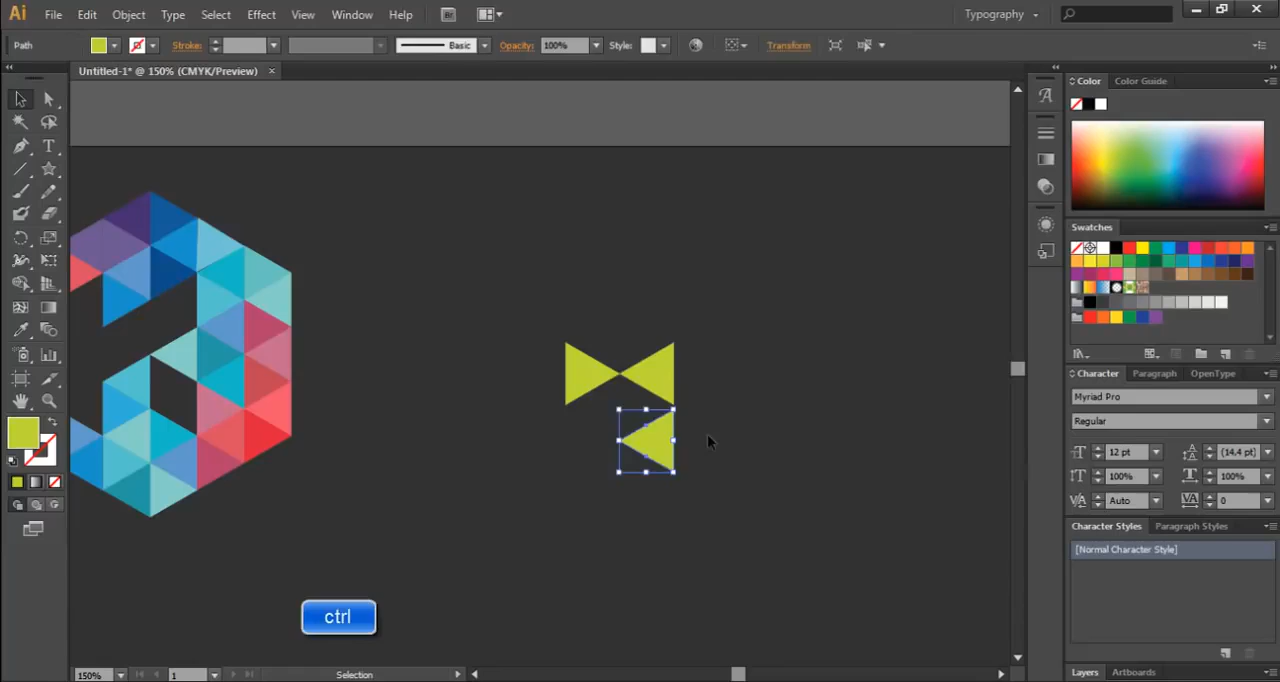 Ai File Edit Object Type Select Effect View Window Help Br Typography
Path Stroke: Basic Opacity: 100% Style: Transform
Untitled-1* @ 150% (CMYK/Preview)
Color Color Guide
Swatches
Character Paragraph OpenType
Myriad Pro
Regular
12 pt (14.4 pt)
100% 100%
Auto 0
Character Styles Paragraph Styles
[Normal Character Style]
ctrl
Layers Artboards
150% 1 Selection